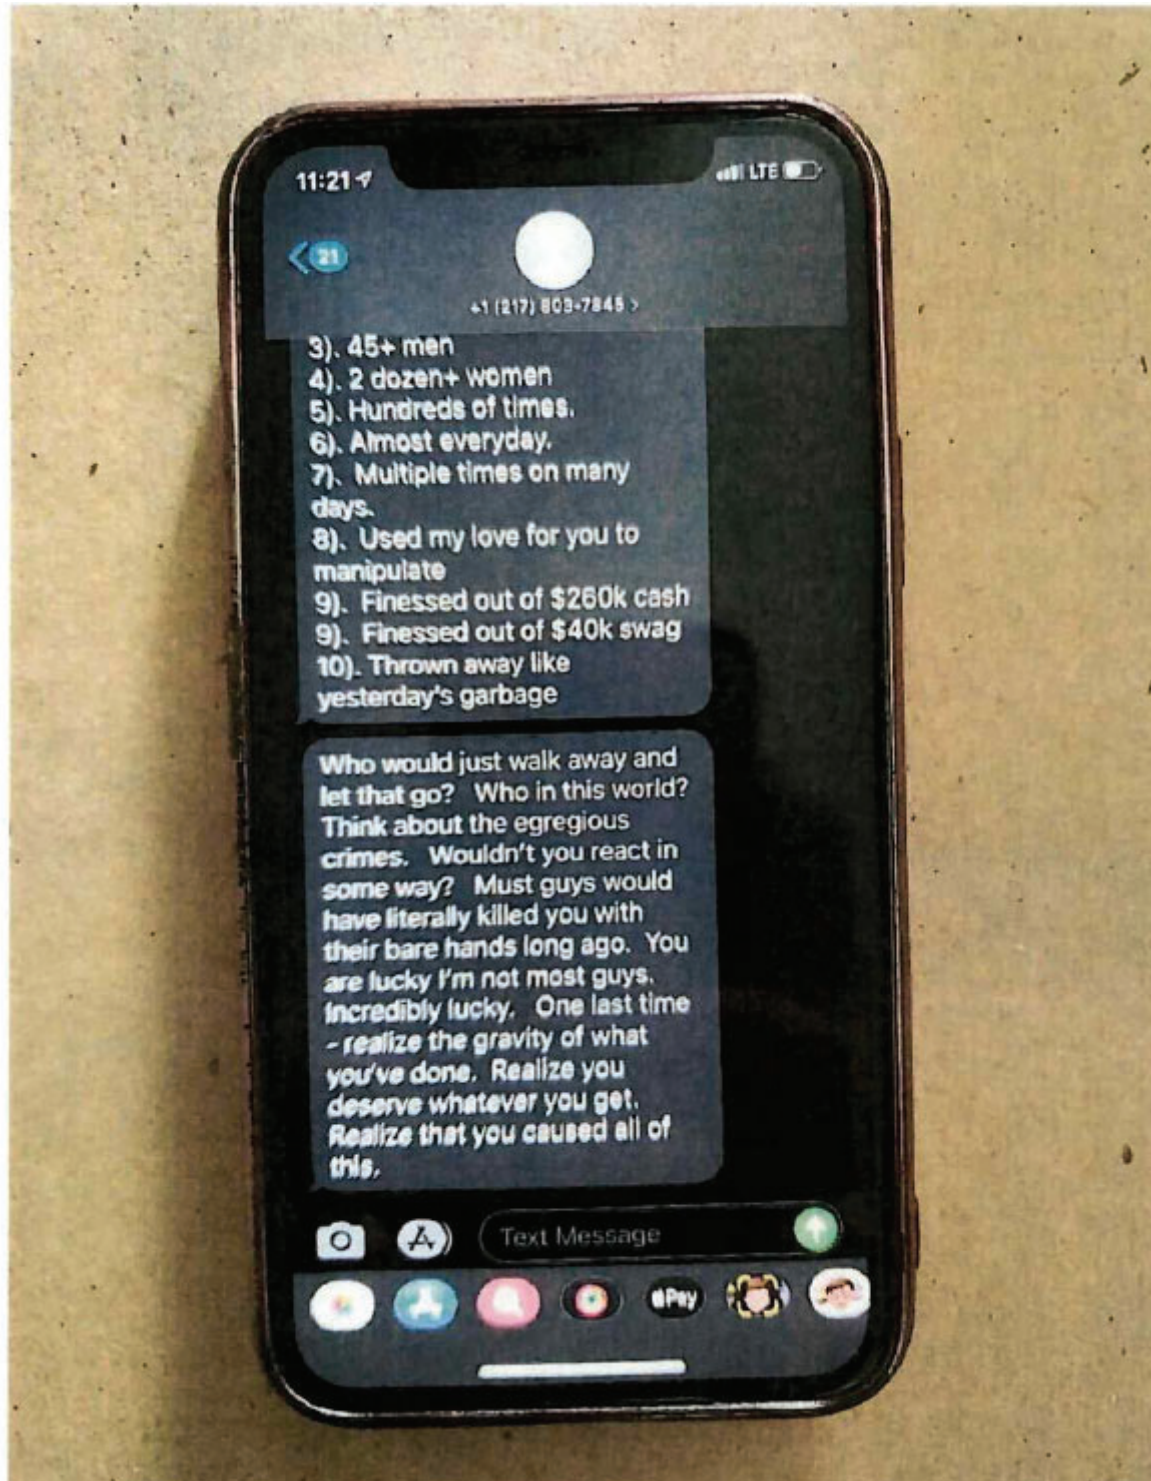 11:21
LTE
21
+1 (217) 803-7845 >
3). 45+ men
4). 2 dozen+ women
5). Hundreds of times.
6). Almost everyday.
7). Multiple times on many
days.
8). Used my love for you to
manipulate
9). Finessed out of $260k cash
9). Finessed out of $40k swag
10). Thrown away like
yesterday's garbage
Who would just walk away and
let that go? Who in this world?
Think about the egregious
crimes. Wouldn't you react in
some way? Must guys would
have literally killed you with
their bare hands long ago. You
are lucky I'm not most guys.
Incredibly lucky. One last time
- realize the gravity of what
you've done. Realize you
deserve whatever you get.
Realize that you caused all of
this.
Text Message
Pay